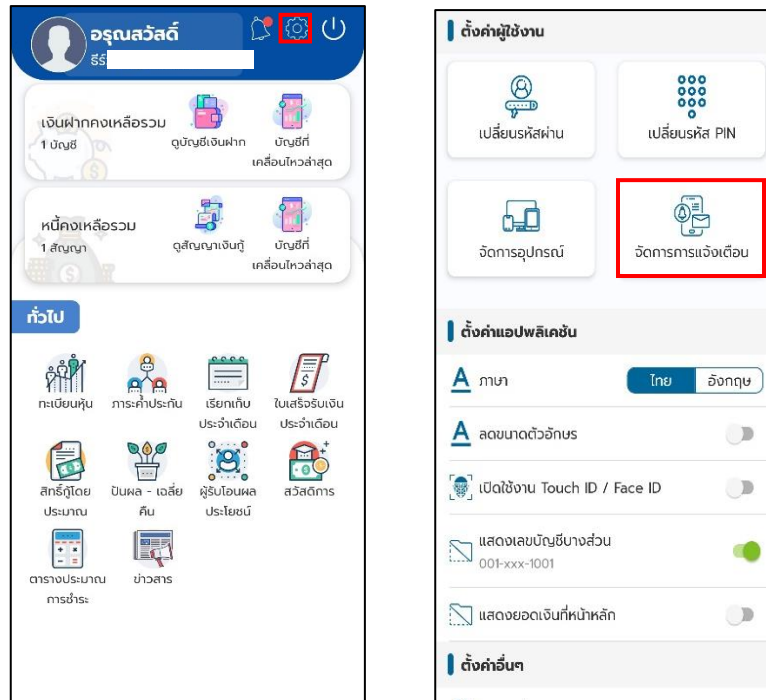 อรุณสวัสดิ์
ธีร์
เงินฝากคงเหลือรวม
1 บัญชี
ดูบัญชีเงินฝาก
บัญชีที่
เคลื่อนไหวล่าสุด
หนี้คงเหลือรวม
1 สัญญา
ดูสัญญาเงินกู้
บัญชีที่
เคลื่อนไหวล่าสุด
ทั่วไป
ทะเบียนหุ้น
ภาระค้ำประกัน
เรียกเก็บ
ประจำเดือน
ใบเสร็จรับเงิน
ประจำเดือน
สิทธิ์กู้โดย
ประมาณ
ปันผล - เฉลี่ย
คืน
ผู้รับโอนผล
ประโยชน์
สวัสดิการ
ตารางประมาณ
การชำระ
ข่าวสาร
ตั้งค่าผู้ใช้งาน
เปลี่ยนรหัสผ่าน
เปลี่ยนรหัส PIN
จัดการอุปกรณ์
จัดการการแจ้งเตือน
ตั้งค่าแอปพลิเคชัน
A ภาษา
ไทย
อังกฤษ
A ลดขนาดตัวอักษร
เปิดใช้งาน Touch ID / Face ID
แสดงเลขบัญชีบางส่วน
001-xxx-1001
แสดงยอดเงินที่หน้าหลัก
ตั้งค่าอื่นๆ